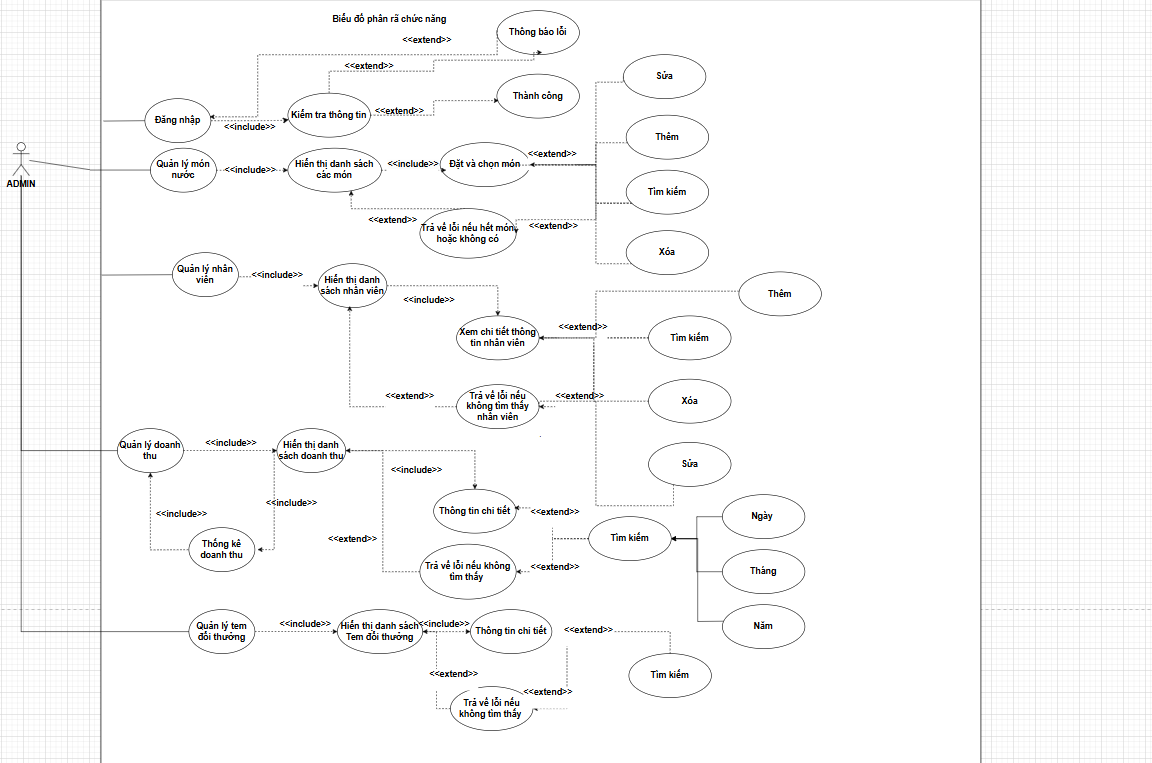 Biểu đồ phân rã chức năng
<<extend>>
Thông báo lỗi
<<extend>>
Sửa
Thành công
<<extend>>
Đăng nhập
<<include>>
Kiểm tra thông tin
Thêm
ADMIN
Quản lý món
nước
<<include>>
Hiển thị danh sách
các món
<<include>>
Đặt và chọn món
<<extend>>
Tìm kiếm
<<extend>>
Trả về lỗi nếu hết món
hoặc không có
<<extend>>
Xóa
Quản lý nhân
viên
<<include>>
Hiển thị danh
sách nhân viên
<<include>>
Thêm
Xem chi tiết thông
tin nhân viên
<<extend>>
Tìm kiếm
<<extend>>
Trả về lỗi nếu
không tìm thấy
nhân viên
<<extend>>
Xóa
Quản lý doanh
thu
<<include>>
Hiển thị danh
sách doanh thu
<<include>>
Sửa
<<include>>
<<include>>
Thông tin chi tiết
<<extend>>
Ngày
Thống kê
doanh thu
<<extend>>
Tìm kiếm
Trả về lỗi nếu không
tìm thấy
<<extend>>
Tháng
Quản lý tem
đổi thưởng
<<include>>
Hiển thị danh sách
Tem đổi thưởng
<<include>>
Thông tin chi tiết
<<extend>>
Năm
<<extend>>
Tìm kiếm
<<extend>>
Trả về lỗi nếu
không tìm thấy